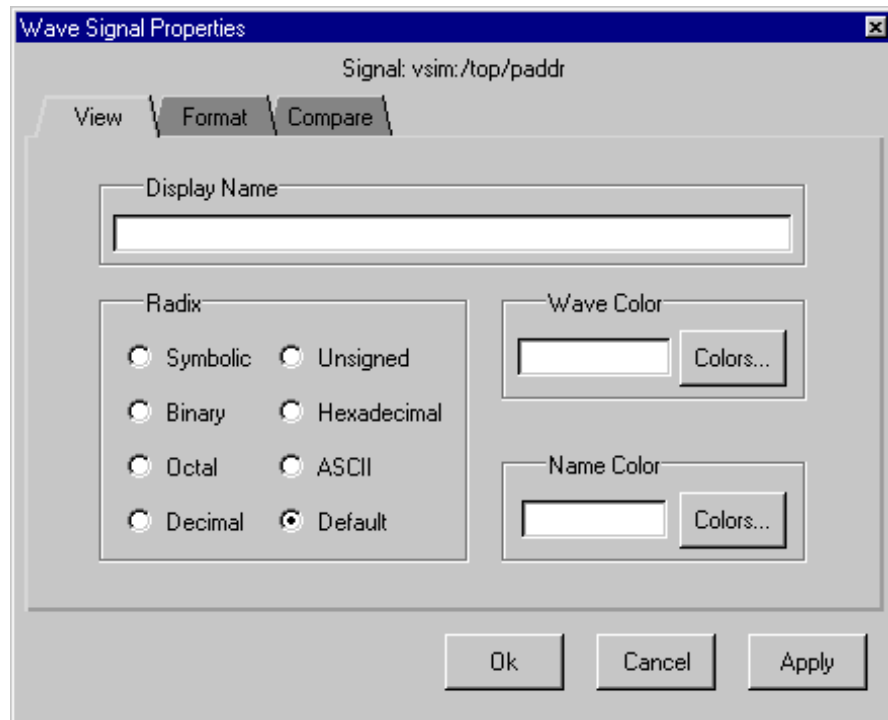 Wave Signal Properties
Signal: vsim:/top/paddr
View Format Compare
Display Name
Radix
Symbolic Unsigned
Binary Hexadecimal
Octal ASCII
Decimal Default
Wave Color
Colors...
Name Color
Colors...
Ok Cancel Apply